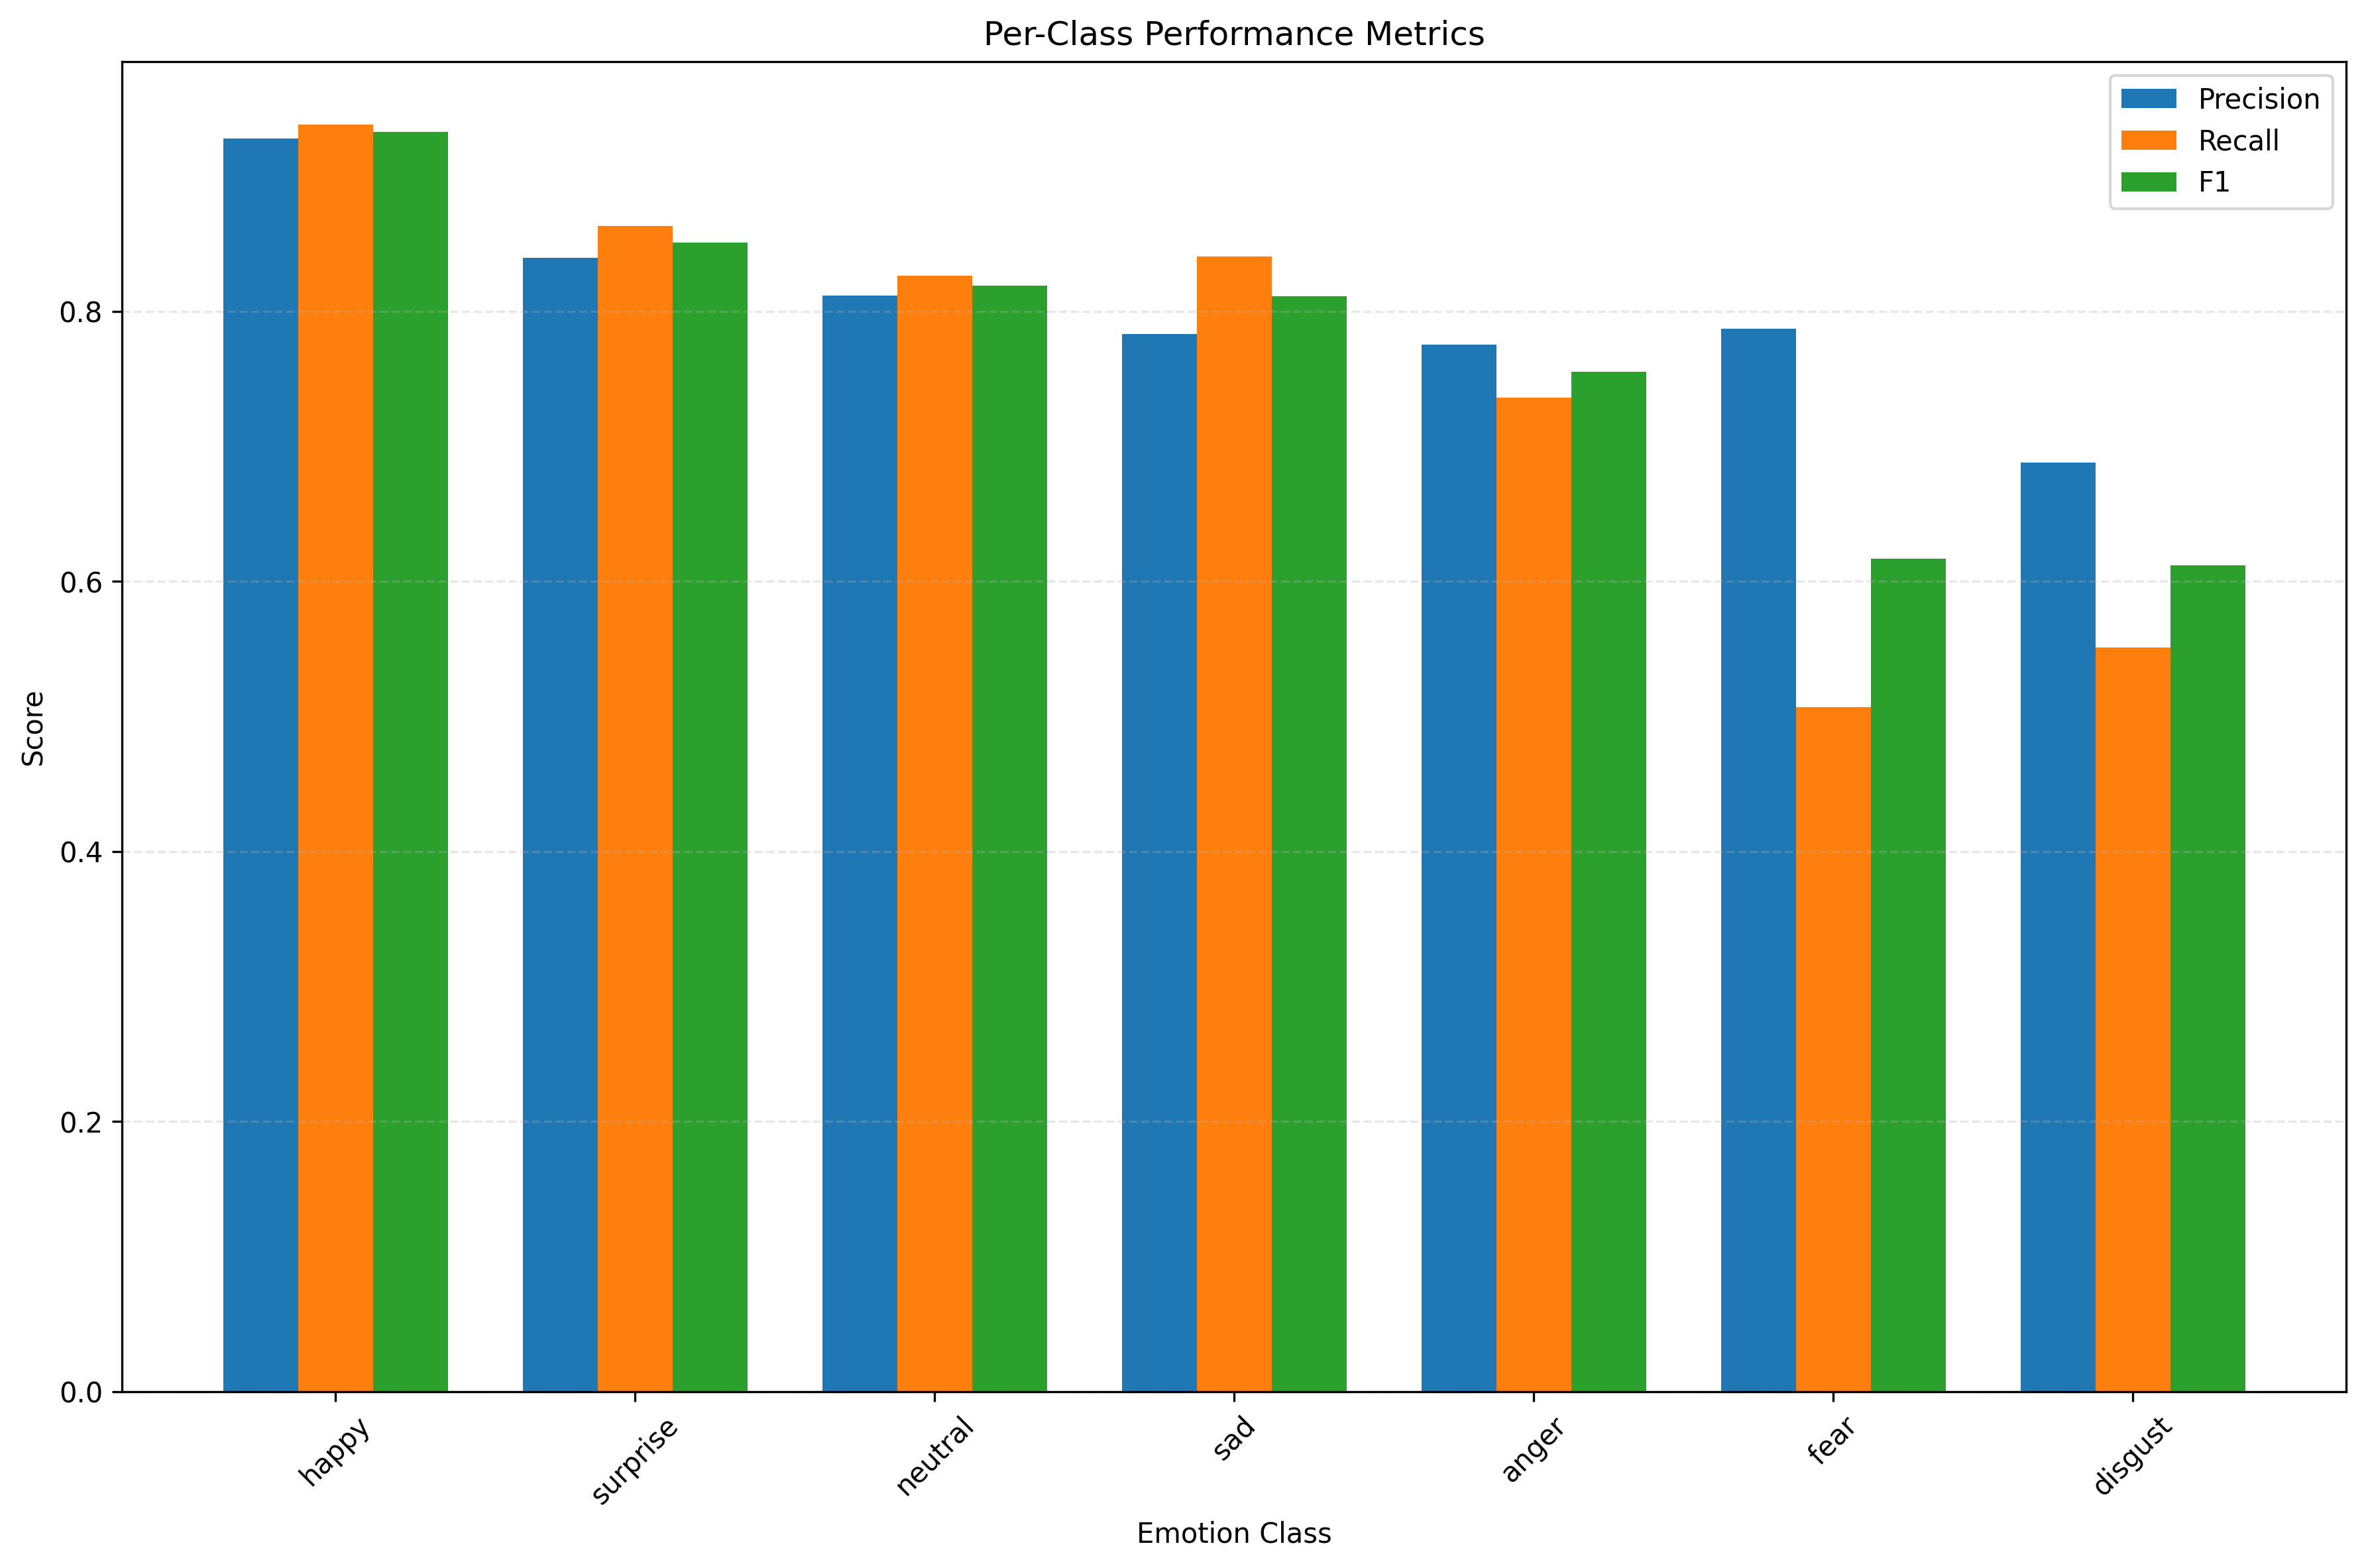 Per-Class Performance Metrics
Precision
Recall
F1
0.8
0.6
0.4
0.2
0.0
Score
happy
surprise
neutral
sad
anger
fear
disgust
Emotion Class